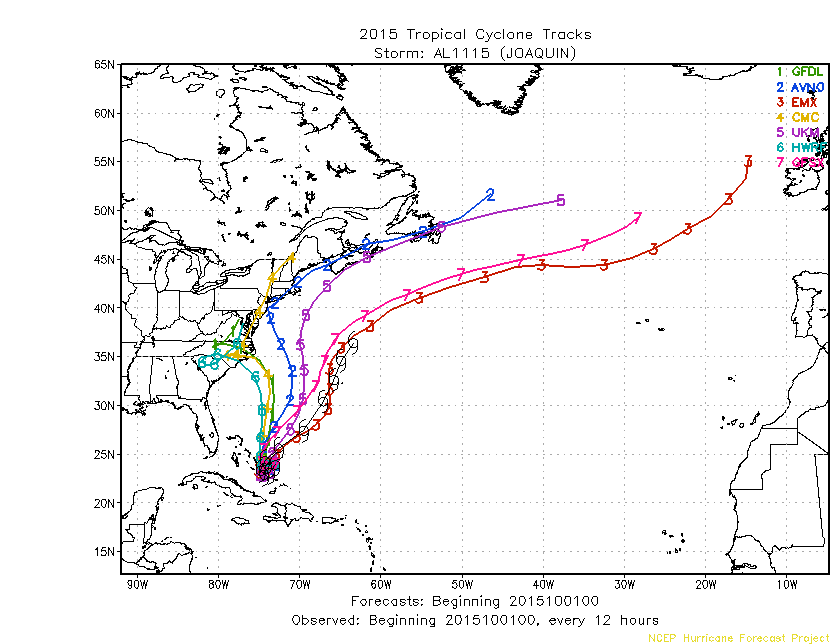 2015 Tropical Cyclone Tracks
Storm: AL1115 (JOAQUIN)
65N
60N
55N
50N
45N
40N
35N
30N
25N
20N
15N
1 GFDL
2 AVNO
3 EMX
4 CMC
5 UKM
6 HWRF
7
90W 80W 70W 60W 50W 40W 30W 20W 10W
Forecasts: Beginning 2015100100
Observed: Beginning 2015100100, every 12 hours
NCEP Hurricane Forecast Project